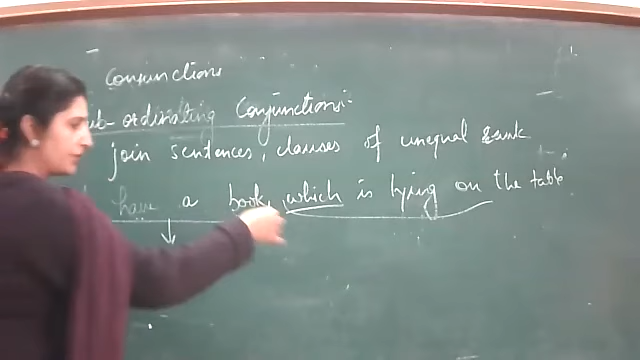 Conjunctions
Sub-ordinating Conjunctions:-
join sentences, clauses of unequal rank
have a book, which is lying on the table